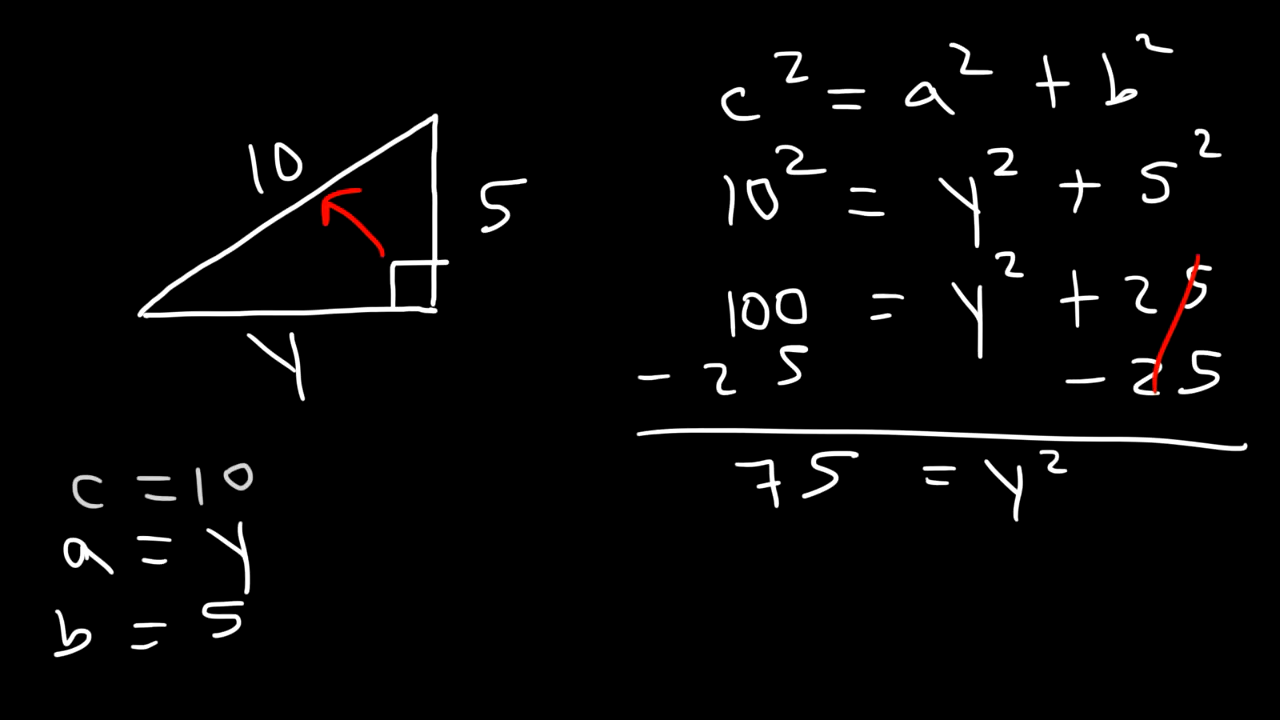 10
5
y
c = 10
a = y
b = 5
c² = a² + b²
10² = y² + 5²
100 = y² + 25
- 25 - 25
75 = y²